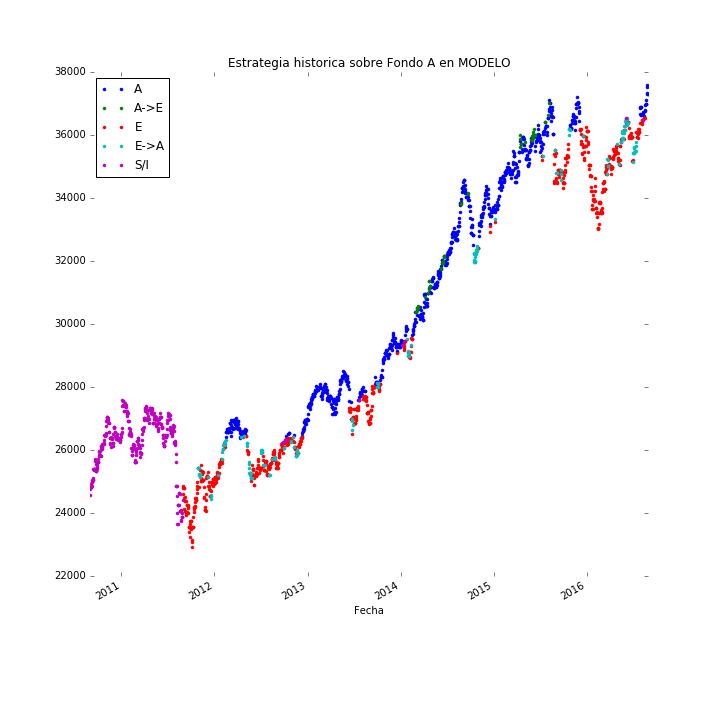 Estrategia historica sobre Fondo A en MODELO
38000
36000
34000
32000
30000
28000
26000
24000
22000
A
A->E
E
E->A
S/I
2011
2012
2013
2014
2015
2016
Fecha